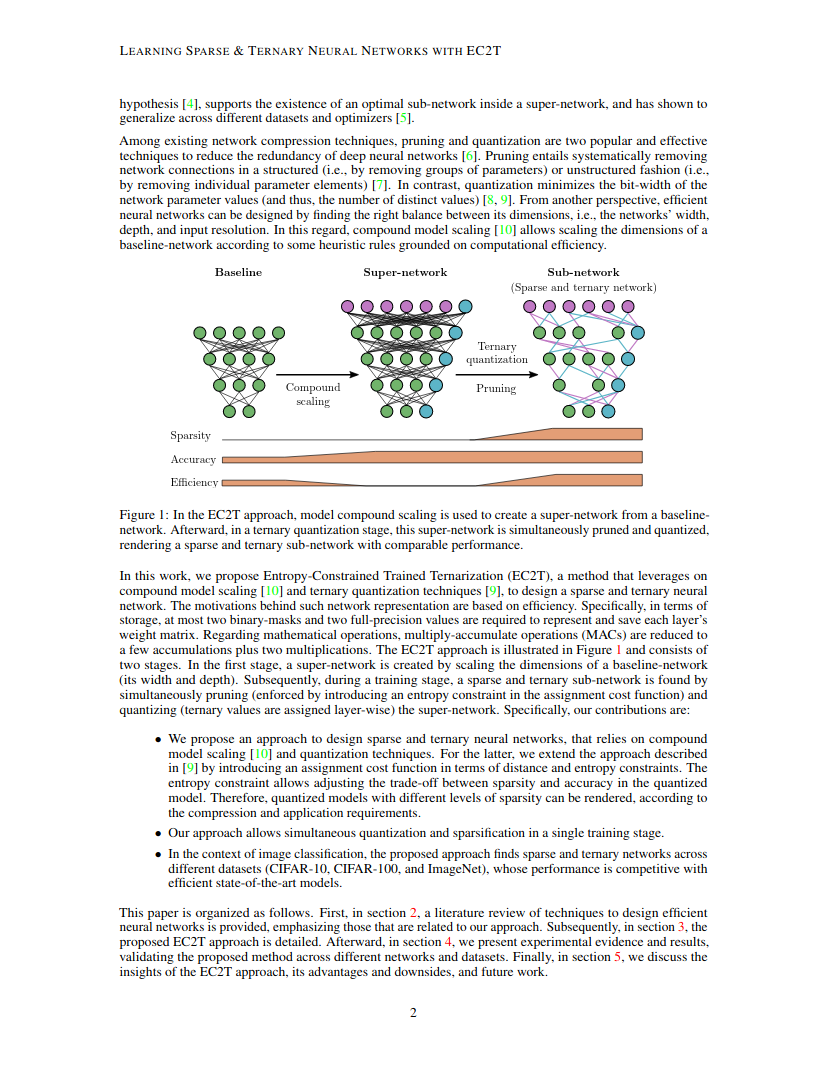 LEARNING SPARSE & TERNARY NEURAL NETWORKS WITH EC2T
hypothesis [4], supports the existence of an optimal sub-network inside a super-network, and has shown to
generalize across different datasets and optimizers [5].
Among existing network compression techniques, pruning and quantization are two popular and effective
techniques to reduce the redundancy of deep neural networks [6]. Pruning entails systematically removing
network connections in a structured (i.e., by removing groups of parameters) or unstructured fashion (i.e.,
by removing individual parameter elements) [7]. In contrast, quantization minimizes the bit-width of the
network parameter values (and thus, the number of distinct values) [8, 9]. From another perspective, efficient
neural networks can be designed by finding the right balance between its dimensions, i.e., the networks' width,
depth, and input resolution. In this regard, compound model scaling [10] allows scaling the dimensions of a
baseline-network according to some heuristic rules grounded on computational efficiency.
Baseline
Super-network
Sub-network
(Sparse and ternary network)
Compound
scaling
Ternary
quantization
Pruning
Sparsity
Accuracy
Efficiency
Figure 1: In the EC2T approach, model compound scaling is used to create a super-network from a baseline-
network. Afterward, in a ternary quantization stage, this super-network is simultaneously pruned and quantized,
rendering a sparse and ternary sub-network with comparable performance.
In this work, we propose Entropy-Constrained Trained Ternarization (EC2T), a method that leverages on
compound model scaling [10] and ternary quantization techniques [9], to design a sparse and ternary neural
network. The motivations behind such network representation are based on efficiency. Specifically, in terms of
storage, at most two binary-masks and two full-precision values are required to represent and save each layer's
weight matrix. Regarding mathematical operations, multiply-accumulate operations (MACs) are reduced to
a few accumulations plus two multiplications. The EC2T approach is illustrated in Figure 1 and consists of
two stages. In the first stage, a super-network is created by scaling the dimensions of a baseline-network
(its width and depth). Subsequently, during a training stage, a sparse and ternary sub-network is found by
simultaneously pruning (enforced by introducing an entropy constraint in the assignment cost function) and
quantizing (ternary values are assigned layer-wise) the super-network. Specifically, our contributions are:
• We propose an approach to design sparse and ternary neural networks, that relies on compound
model scaling [10] and quantization techniques. For the latter, we extend the approach described
in [9] by introducing an assignment cost function in terms of distance and entropy constraints. The
entropy constraint allows adjusting the trade-off between sparsity and accuracy in the quantized
model. Therefore, quantized models with different levels of sparsity can be rendered, according to
the compression and application requirements.
• Our approach allows simultaneous quantization and sparsification in a single training stage.
• In the context of image classification, the proposed approach finds sparse and ternary networks across
different datasets (CIFAR-10, CIFAR-100, and ImageNet), whose performance is competitive with
efficient state-of-the-art models.
This paper is organized as follows. First, in section 2, a literature review of techniques to design efficient
neural networks is provided, emphasizing those that are related to our approach. Subsequently, in section 3, the
proposed EC2T approach is detailed. Afterward, in section 4, we present experimental evidence and results,
validating the proposed method across different networks and datasets. Finally, in section 5, we discuss the
insights of the EC2T approach, its advantages and downsides, and future work.
2